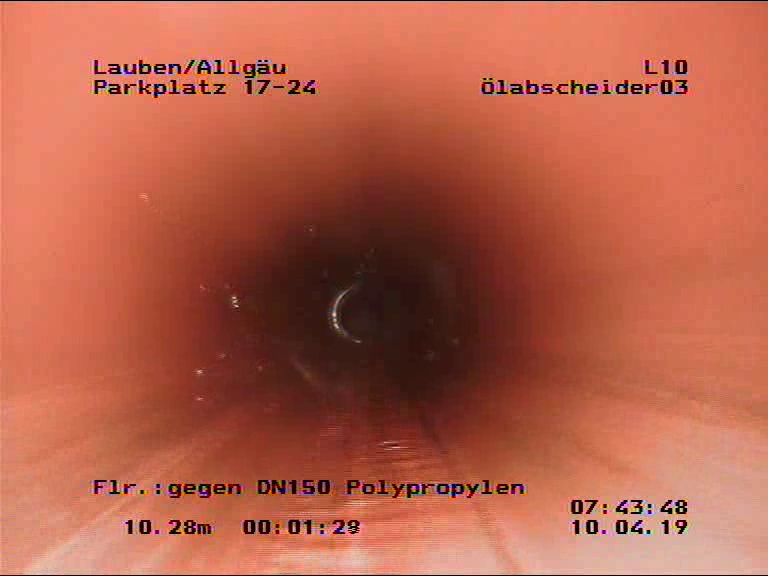 Lauben/Allgäu L10
Parkplatz 17-24 Ölabscheider03
Flr.:gegen DN150 Polypropylen
07:43:48
10.28m 00:01:28 10.04.19